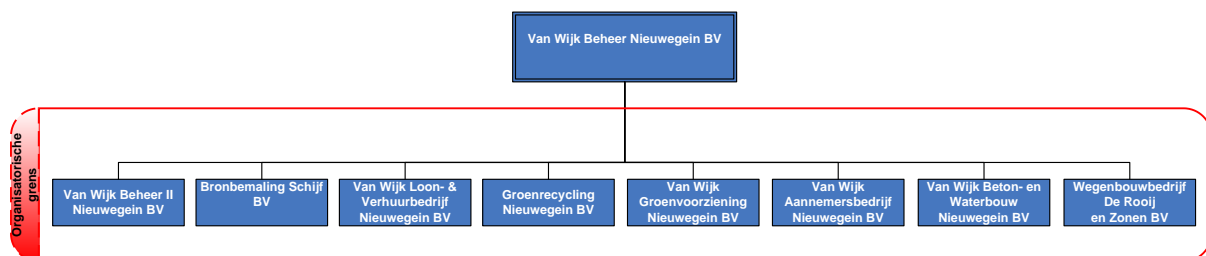 Van Wijk Beheer Nieuwegein BV
Organisatorische
grens
Van Wijk Beheer II
Nieuwegein BV
Bronbemaling Schijf
BV
Van Wijk Loon- &
Verhuurbedrijf
Nieuwegein BV
Groenrecycling
Nieuwegein BV
Van Wijk
Groenvoorziening
Nieuwegein BV
Van Wijk
Aannemersbedrijf
Nieuwegein BV
Van Wijk Beton- en
Waterbouw
Nieuwegein BV
Wegenbouwbedrijf
De Rooij
en Zonen BV